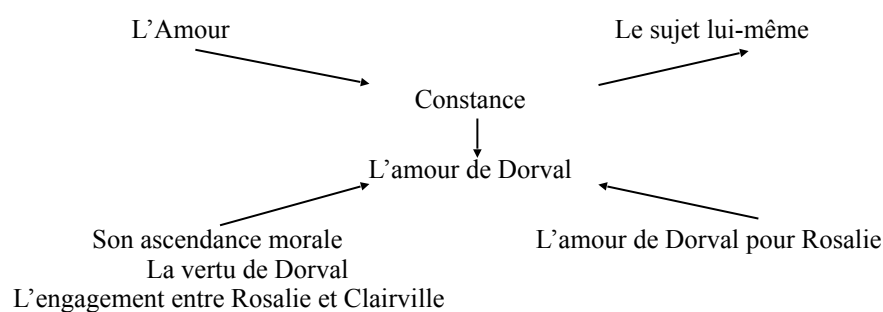 L’Amour
Le sujet lui-même
Constance
L’amour de Dorval
Son ascendance morale
L’amour de Dorval pour Rosalie
La vertu de Dorval
L’engagement entre Rosalie et Clairville